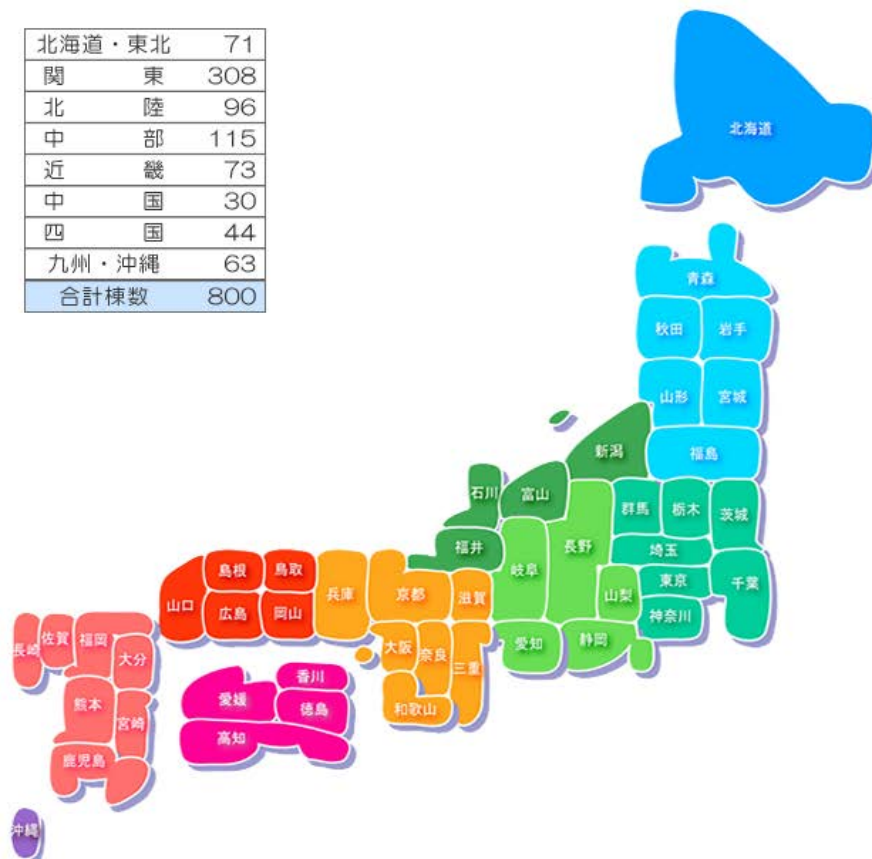 北海道・東北 71
関東 308
北陸 96
中部 115
近畿 73
中国 30
四国 44
九州・沖縄 63
合計棟数 800
北海道
青森
秋田 岩手
山形 宮城
新潟 福島
石川 富山 群馬 栃木 茨城
福井 岐阜 長野 埼玉
島根 鳥取 兵庫 京都 滋賀 山梨 東京 千葉
山口 広島 岡山 神奈川
長崎 佐賀 福岡 大分 大阪 奈良 三重 愛知 静岡
香川
熊本 宮崎 愛媛 徳島 和歌山
鹿児島 高知
沖縄